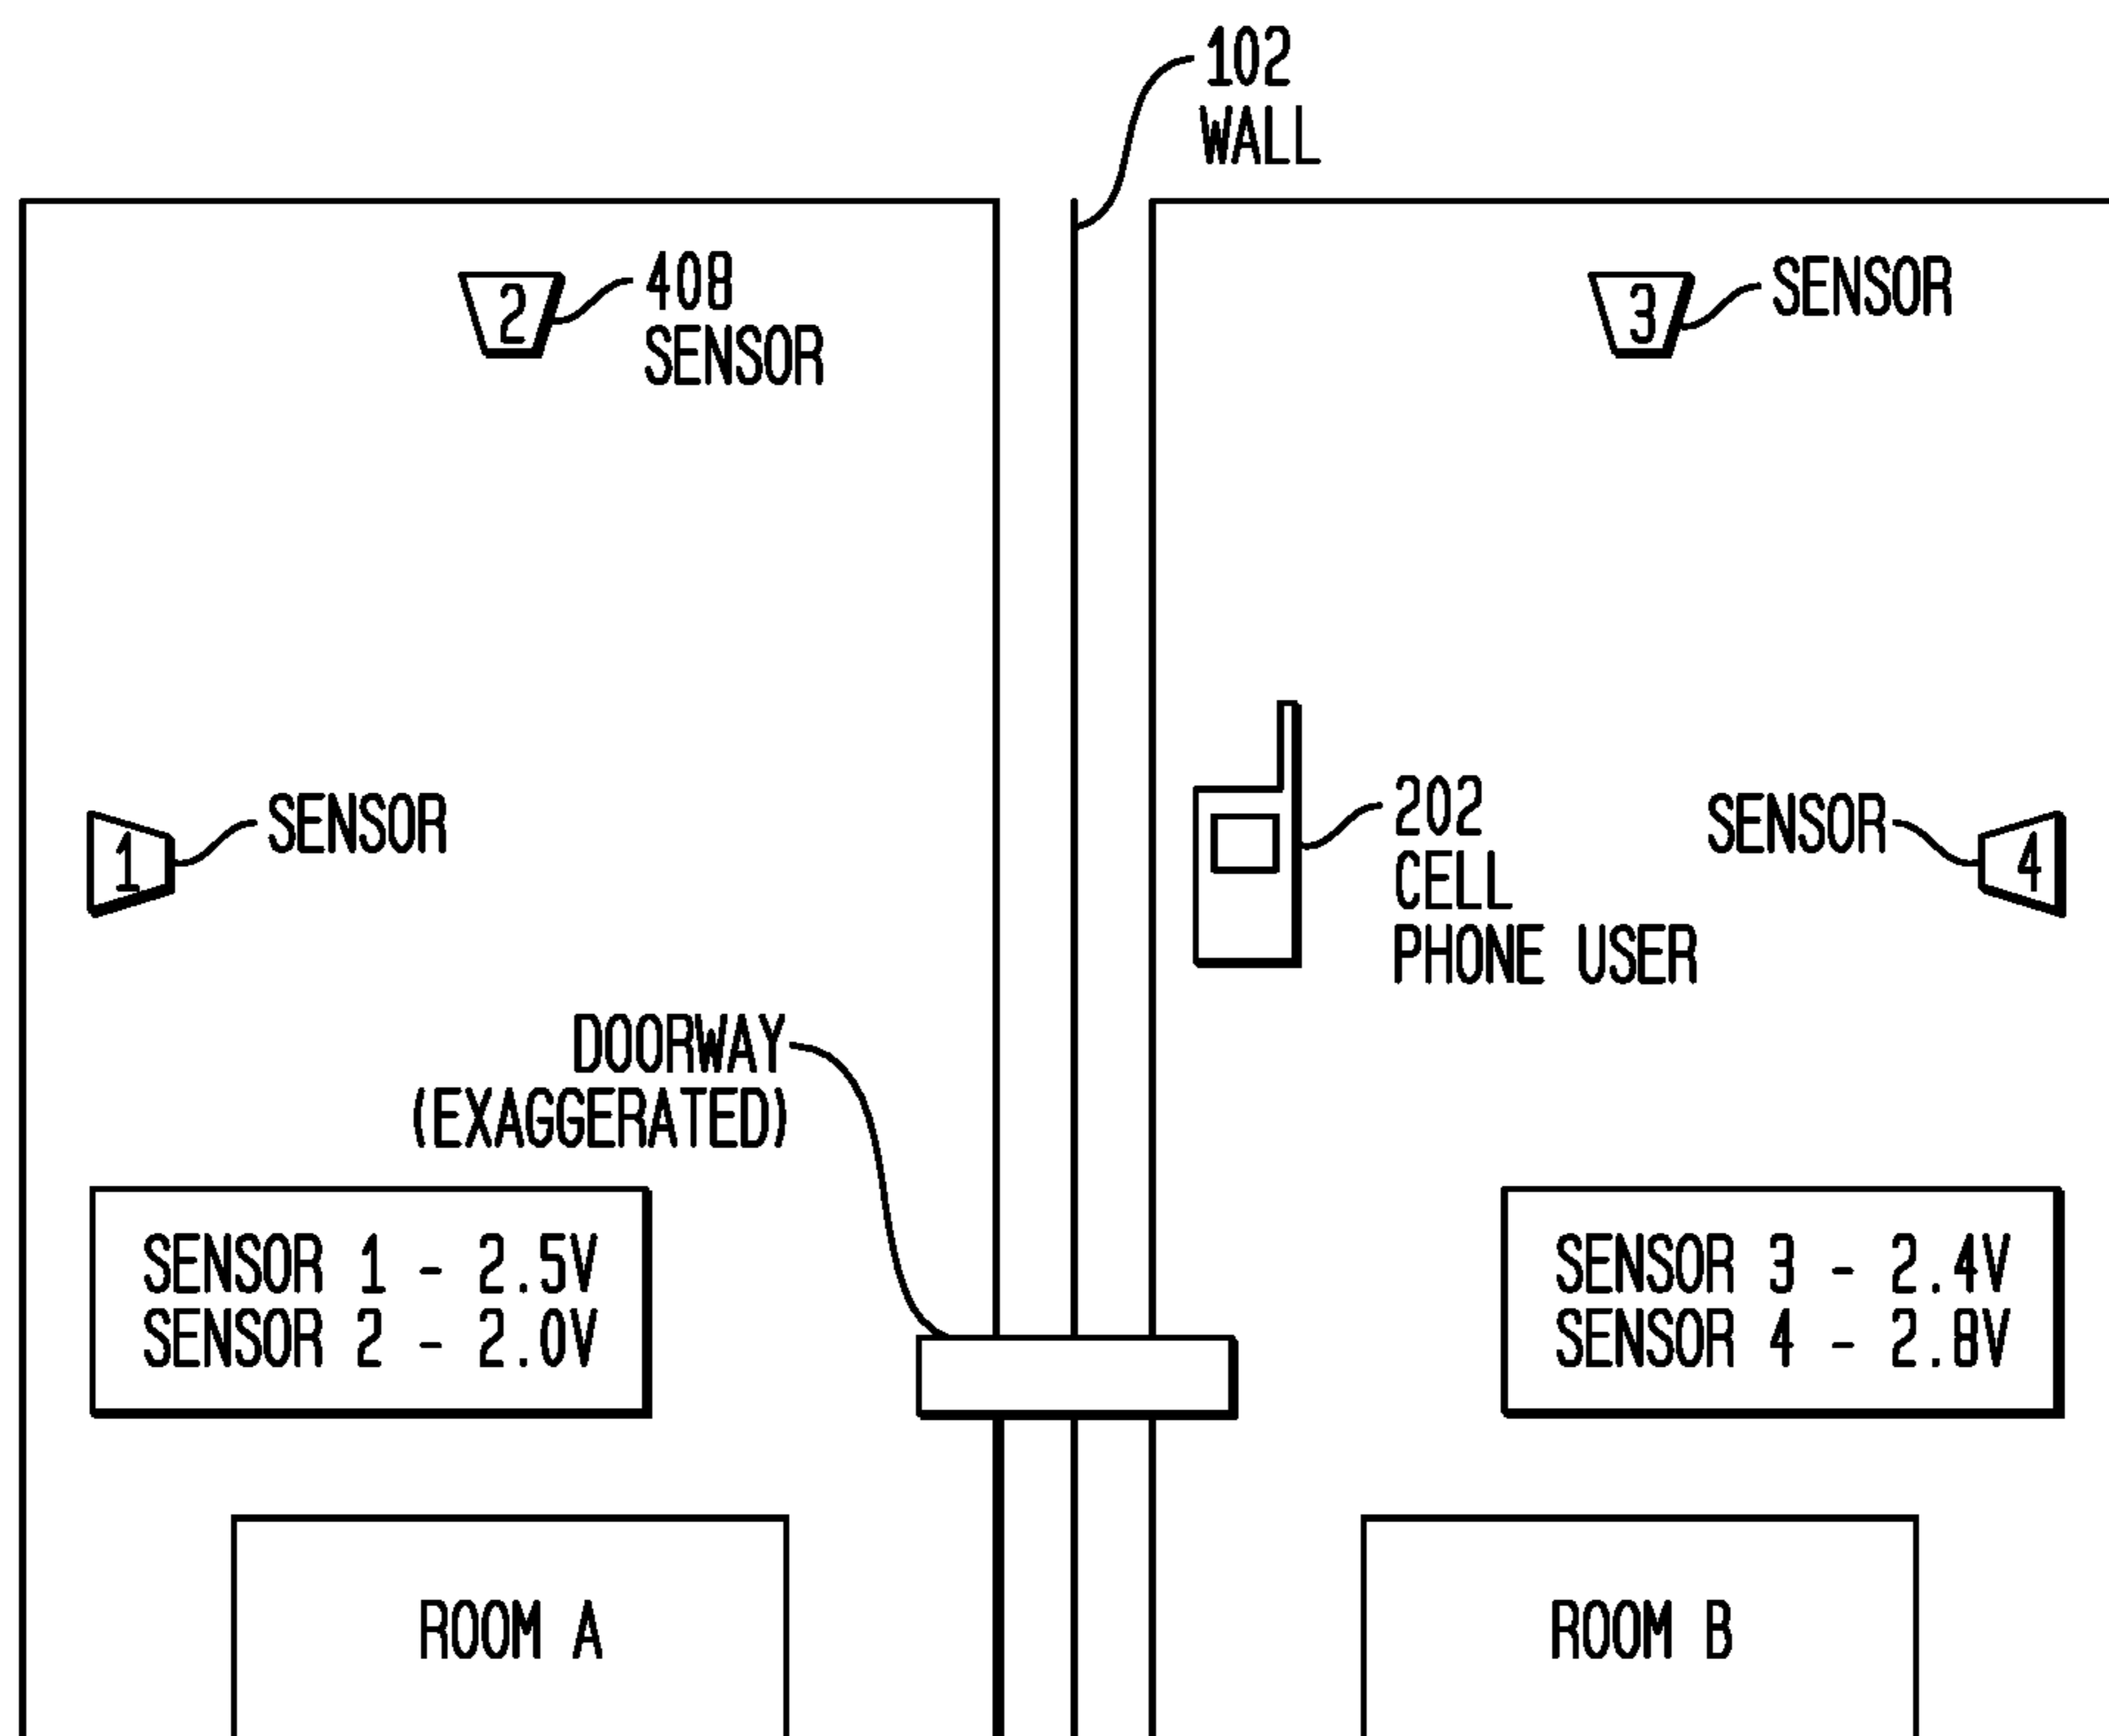 102
WALL
2
408
SENSOR
3
SENSOR
1
SENSOR
202
CELL
PHONE USER
SENSOR
4
DOORWAY
(EXAGGERATED)
SENSOR 1 - 2.5V
SENSOR 2 - 2.0V
SENSOR 3 - 2.4V
SENSOR 4 - 2.8V
ROOM A
ROOM B